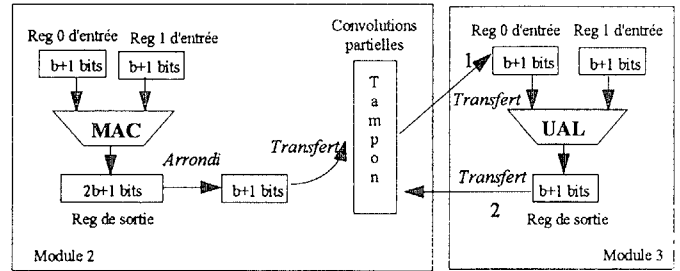 Convolutions
partielles
Reg 0 d'entrée
Reg 1 d'entrée
b+1 bits
b+1 bits
MAC
2b+1 bits
Reg de sortie
Arrondi
b+1 bits
Transfert
Tampon
Module 2
1
Transfert
Reg 0 d'entrée
Reg 1 d'entrée
b+1 bits
b+1 bits
UAL
Transfert
2
b+1 bits
Reg de sortie
Module 3